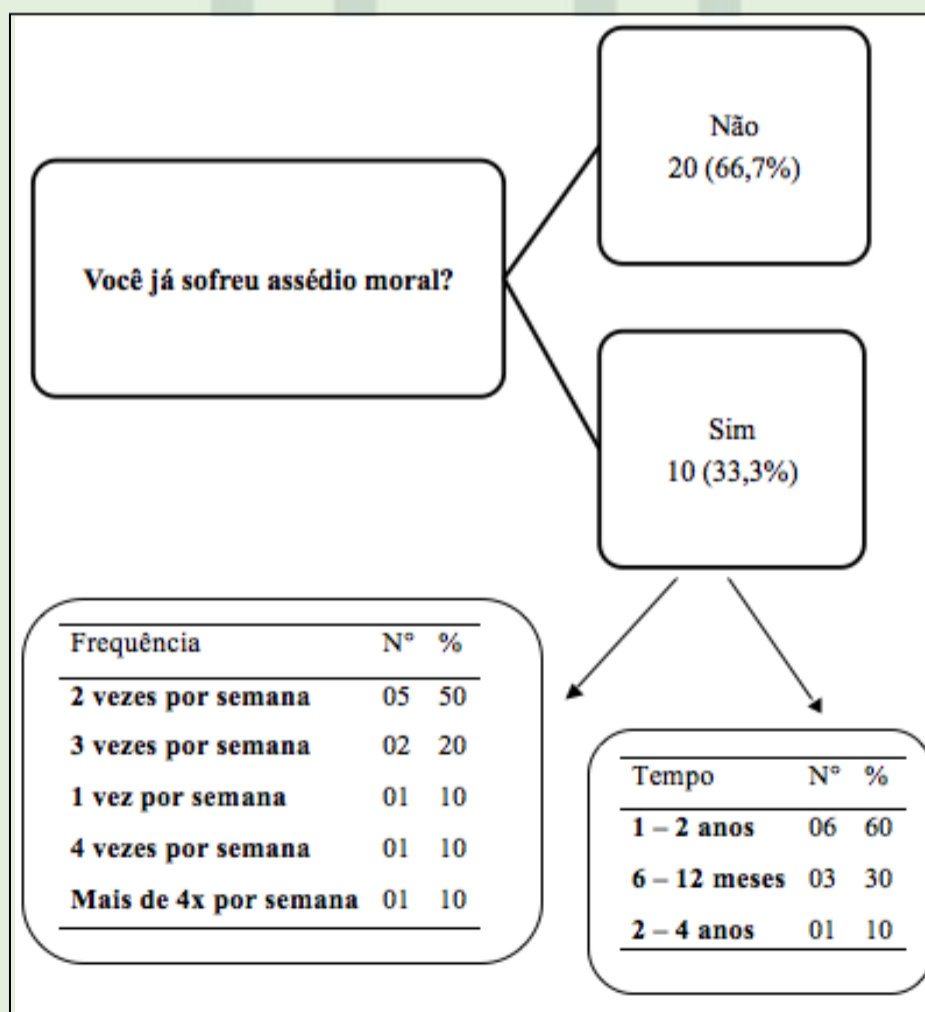 Você já sofreu assédio moral?
Não
20 (66,7%)
Sim
10 (33,3%)
Frequência N° %
2 vezes por semana 05 50
3 vezes por semana 02 20
1 vez por semana 01 10
4 vezes por semana 01 10
Mais de 4x por semana 01 10
Tempo N° %
1 – 2 anos 06 60
6 – 12 meses 03 30
2 – 4 anos 01 10